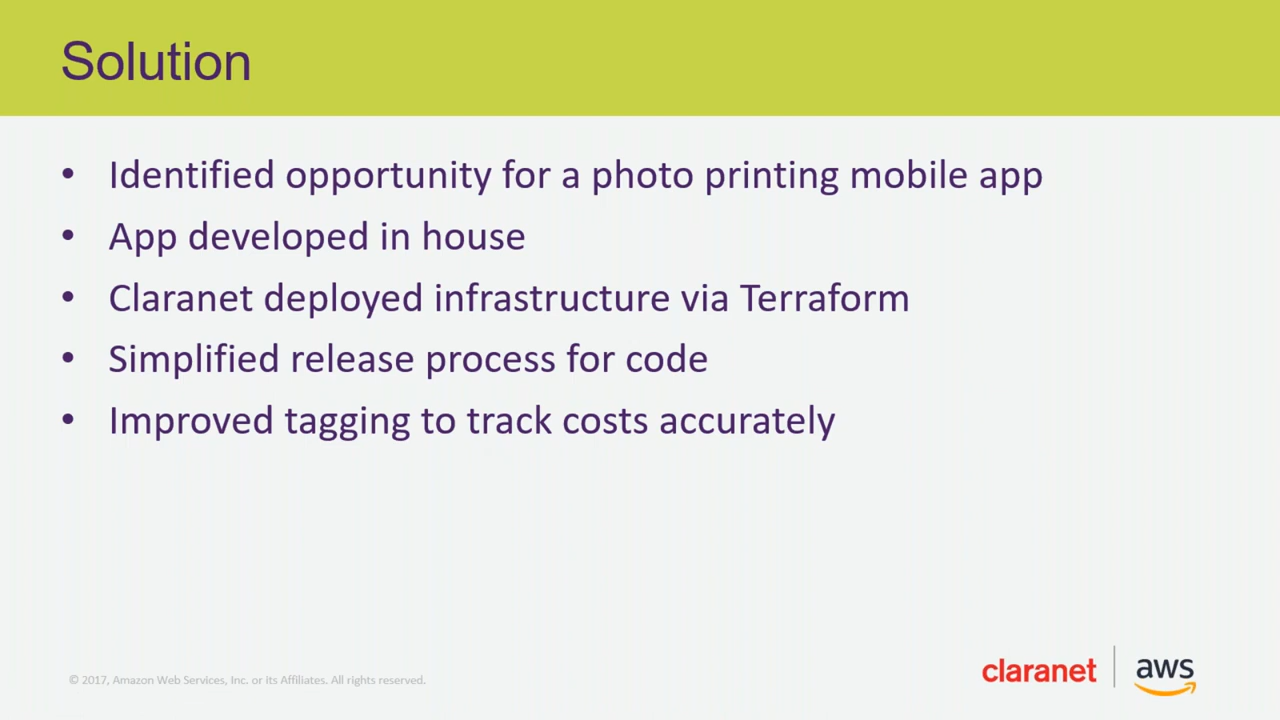 Solution
• Identified opportunity for a photo printing mobile app
• App developed in house
• Claranet deployed infrastructure via Terraform
• Simplified release process for code
• Improved tagging to track costs accurately
© 2017, Amazon Web Services, Inc. or its Affiliates. All rights reserved.
claranet | aws